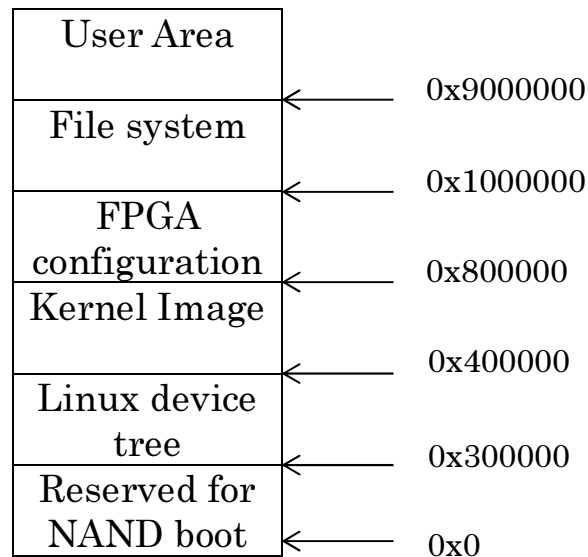 User Area
0x9000000
File system
0x1000000
FPGA
configuration
0x800000
Kernel Image
0x400000
Linux device
tree
0x300000
Reserved for
NAND boot
0x0